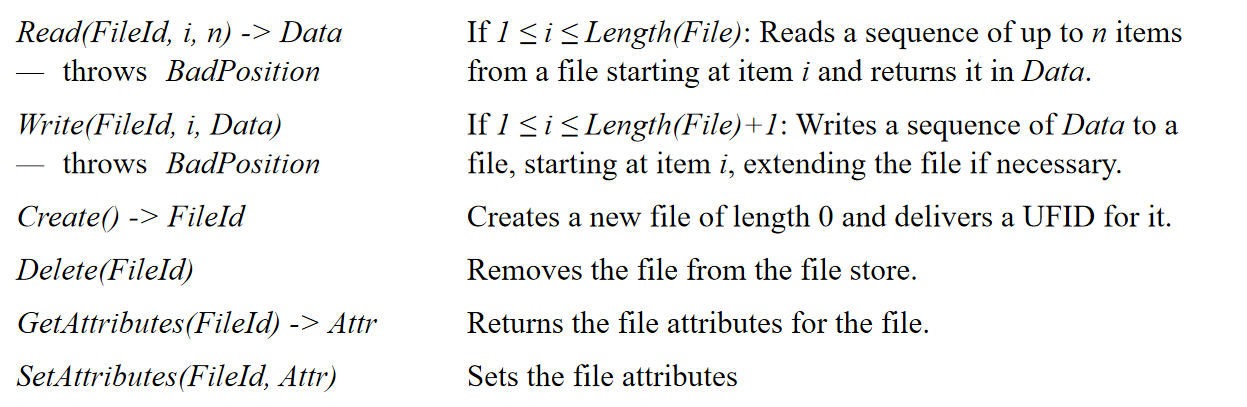 Read(FileId, i, n) -> Data
— throws BadPosition
If 1 ≤ i ≤ Length(File): Reads a sequence of up to n items
from a file starting at item i and returns it in Data.
Write(FileId, i, Data)
— throws BadPosition
If 1 ≤ i ≤ Length(File)+1: Writes a sequence of Data to a
file, starting at item i, extending the file if necessary.
Create() -> FileId
Creates a new file of length 0 and delivers a UFID for it.
Delete(FileId)
Removes the file from the file store.
GetAttributes(FileId) -> Attr
Returns the file attributes for the file.
SetAttributes(FileId, Attr)
Sets the file attributes